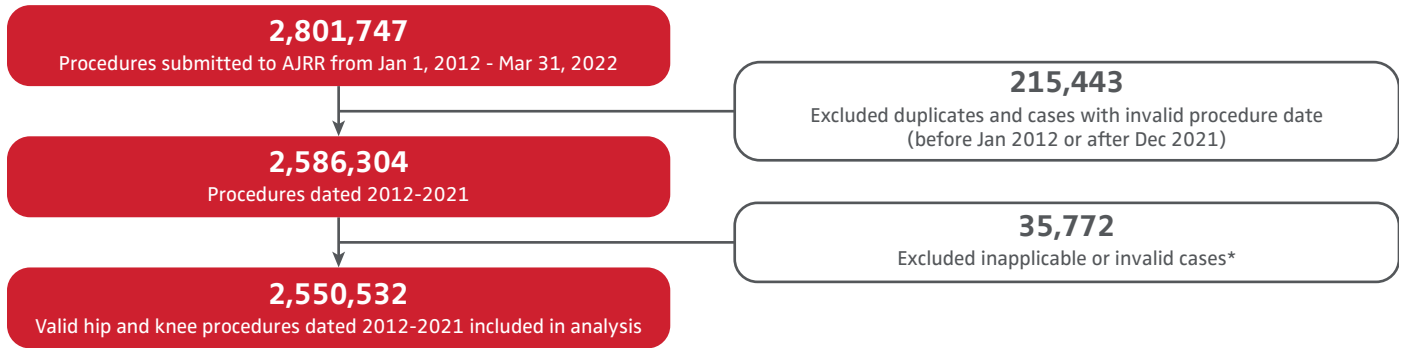 2,801,747
Procedures submitted to AJRR from Jan 1, 2012 - Mar 31, 2022
215,443
Excluded duplicates and cases with invalid procedure date
(before Jan 2012 or after Dec 2021)
2,586,304
Procedures dated 2012-2021
35,772
Excluded inapplicable or invalid cases*
2,550,532
Valid hip and knee procedures dated 2012-2021 included in analysis